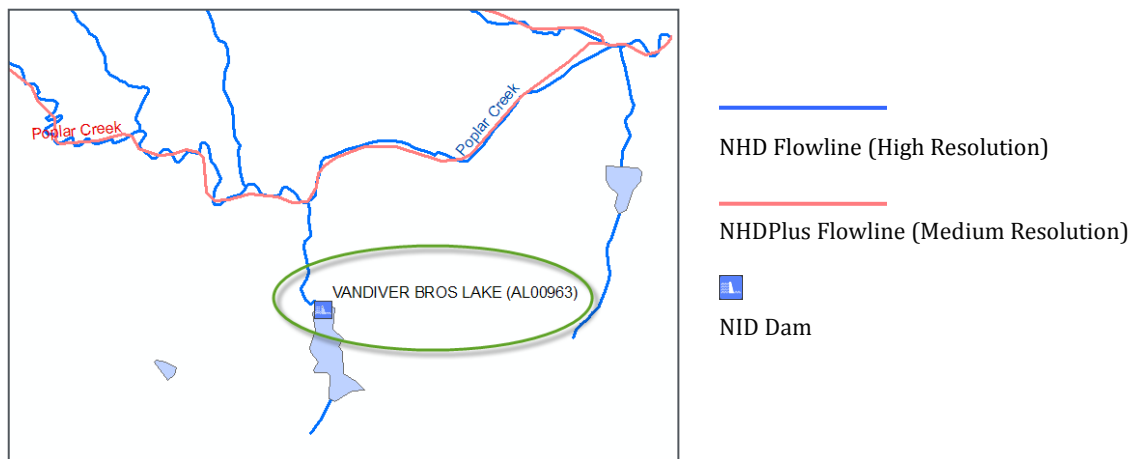 Poplar Creek
Poplar Creek
VANDIVER BROS LAKE (AL00963)
NHD Flowline (High Resolution)
NHDPlus Flowline (Medium Resolution)
NID Dam